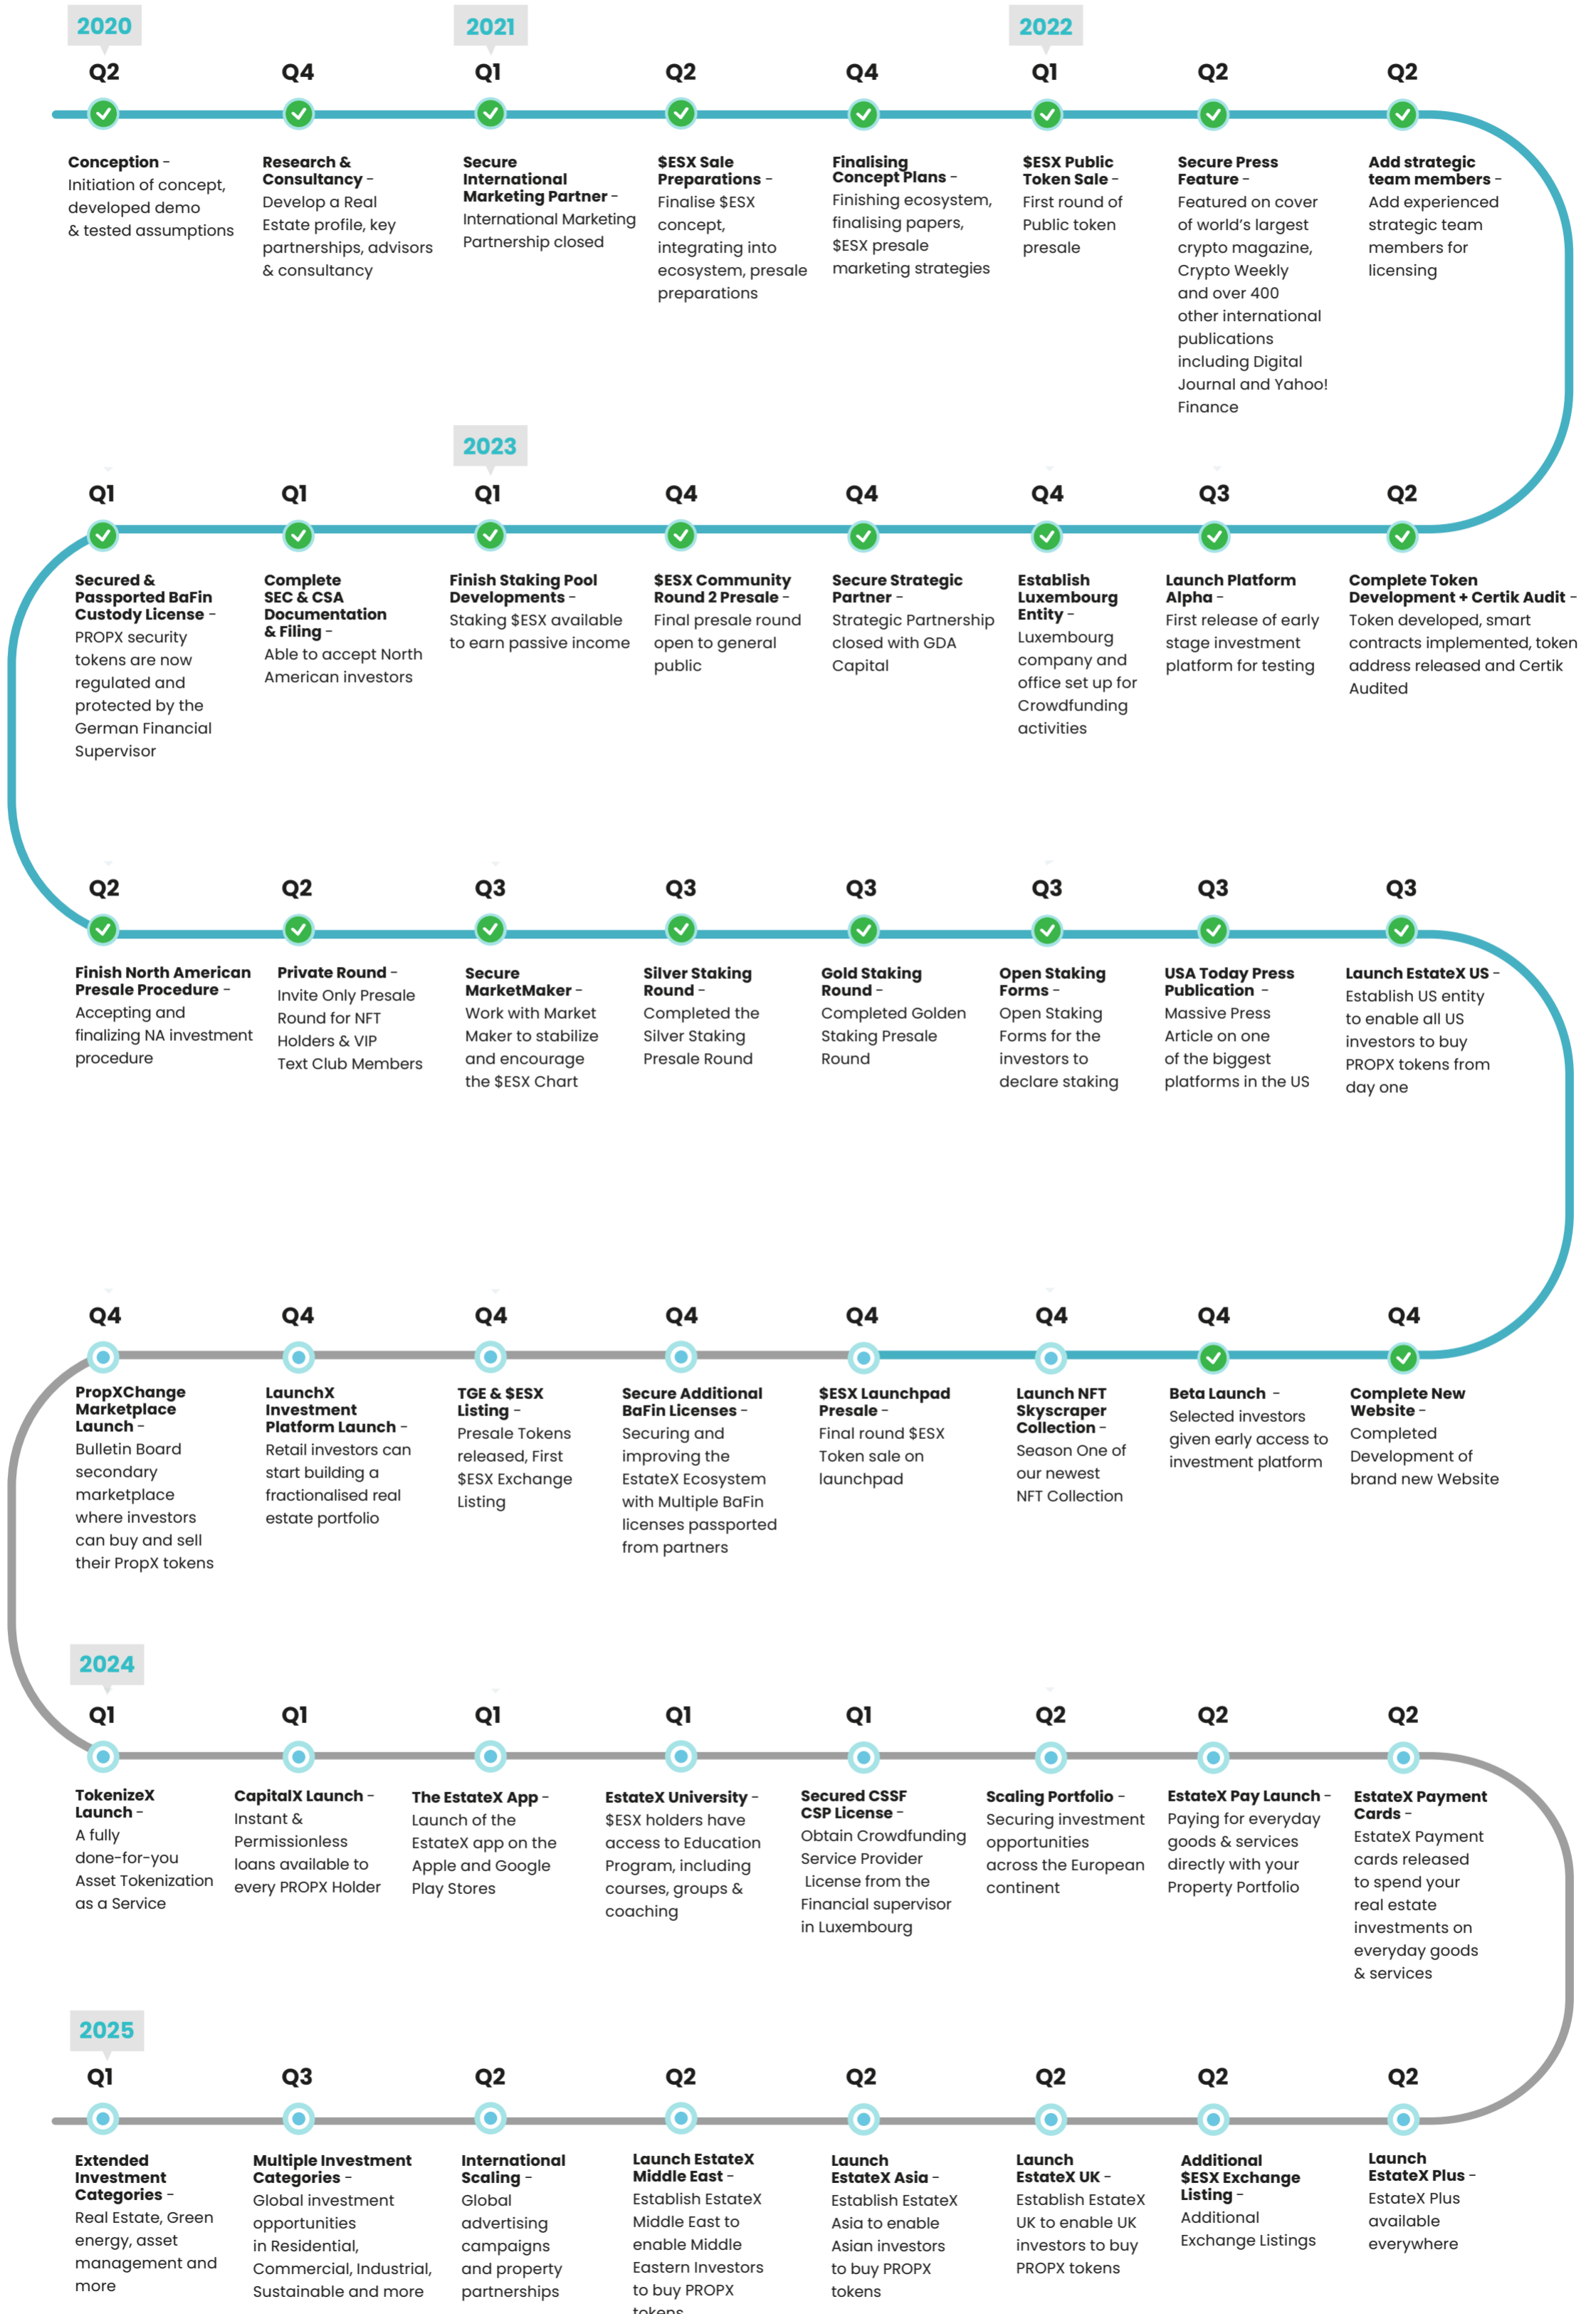 2020
Q2
Conception -
Initiation of concept,
developed demo
& tested assumptions
Q4
Research &
Consultancy -
Develop a Real
Estate profile, key
partnerships, advisors
& consultancy
2021
Q1
Secure
International
Marketing Partner -
International Marketing
Partnership closed
Q2
$ESX Sale
Preparations -
Finalise $ESX
concept,
integrating into
ecosystem, presale
preparations
Q4
Finalising
Concept Plans -
Finishing ecosystem,
finalising papers,
$ESX presale
marketing strategies
2022
Q1
$ESX Public
Token Sale -
First round of
Public token
presale
Q2
Secure Press
Feature -
Featured on cover
of world's largest
crypto magazine,
Crypto Weekly
and over 400
other international
publications
including Digital
Journal and Yahoo!
Finance
Q2
Add strategic
team members -
Add experienced
strategic team
members for
licensing
Q1
Secured &
Passported BaFin
Custody License -
PROPX security
tokens are now
regulated and
protected by the
German Financial
Supervisor
Q1
Complete
SEC & CSA
Documentation
& Filing -
Able to accept North
American investors
2023
Q1
Finish Staking Pool
Developments -
Staking $ESX available
to earn passive income
Q4
$ESX Community
Round 2 Presale -
Final presale round
open to general
public
Q4
Secure Strategic
Partner -
Strategic Partnership
closed with GDA
Capital
Q4
Establish
Luxembourg
Entity -
Luxembourg
company and
office set up for
Crowdfunding
activities
Q3
Launch Platform
Alpha -
First release of early
stage investment
platform for testing
Q2
Complete Token
Development + Certik Audit -
Token developed, smart
contracts implemented, token
address released and Certik
Audited
Q2
Finish North American
Presale Procedure -
Accepting and
finalizing NA investment
procedure
Q2
Private Round -
Invite Only Presale
Round for NFT
Holders & VIP
Text Club Members
Q3
Secure
MarketMaker -
Work with Market
Maker to stabilize
and encourage
the $ESX Chart
Q3
Silver Staking
Round -
Completed the
Silver Staking
Presale Round
Q3
Gold Staking
Round -
Completed Golden
Staking Presale
Round
Q3
Open Staking
Forms -
Open Staking
Forms for the
investors to
declare staking
Q3
USA Today Press
Publication -
Massive Press
Article on one
of the biggest
platforms in the US
Q3
Launch EstateX US -
Establish US entity
to enable all US
investors to buy
PROPX tokens from
day one
Q4
PropXChange
Marketplace
Launch -
Bulletin Board
secondary
marketplace
where investors
can buy and sell
their PropX tokens
Q4
LaunchX
Investment
Platform Launch -
Retail investors can
start building a
fractionalised real
estate portfolio
Q4
TGE & $ESX
Listing -
Presale Tokens
released, First
$ESX Exchange
Listing
Q4
Secure Additional
BaFin Licenses -
Securing and
improving the
EstateX Ecosystem
with Multiple BaFin
licenses passported
from partners
Q4
$ESX Launchpad
Presale -
Final round $ESX
Token sale on
launchpad
Q4
Launch NFT
Skyscraper
Collection -
Season One of
our newest
NFT Collection
Q4
Beta Launch -
Selected investors
given early access to
investment platform
Q4
Complete New
Website -
Completed
Development of
brand new Website
2024
Q1
TokenizeX
Launch -
A fully
done-for-you
Asset Tokenization
as a Service
Q1
CapitalX Launch -
Instant &
Permissionless
loans available to
every PROPX Holder
Q1
The EstateX App -
Launch of the
EstateX app on the
Apple and Google
Play Stores
Q1
EstateX University -
$ESX holders have
access to Education
Program, including
courses, groups &
coaching
Q1
Secured CSSF
CSP License -
Obtain Crowdfunding
Service Provider
License from the
Financial supervisor
in Luxembourg
Q2
Scaling Portfolio -
Securing investment
opportunities
across the European
continent
Q2
EstateX Pay Launch -
Paying for everyday
goods & services
directly with your
Property Portfolio
Q2
EstateX Payment
Cards -
EstateX Payment
cards released
to spend your
real estate
investments on
everyday goods
& services
2025
Q1
Extended
Investment
Categories -
Real Estate, Green
energy, asset
management and
more
Q3
Multiple Investment
Categories -
Global investment
opportunities
in Residential,
Commercial, Industrial,
Sustainable and more
Q2
International
Scaling -
Global
advertising
campaigns
and property
partnerships
Q2
Launch EstateX
Middle East -
Establish EstateX
Middle East to
enable Middle
Eastern Investors
to buy PROPX
tokens
Q2
Launch
EstateX Asia -
Establish EstateX
Asia to enable
Asian investors
to buy PROPX
tokens
Q2
Launch
EstateX UK -
Establish EstateX
UK to enable UK
investors to buy
PROPX tokens
Q2
Additional
$ESX Exchange
Listing -
Additional
Exchange Listings
Q2
Launch
EstateX Plus -
EstateX Plus
available
everywhere